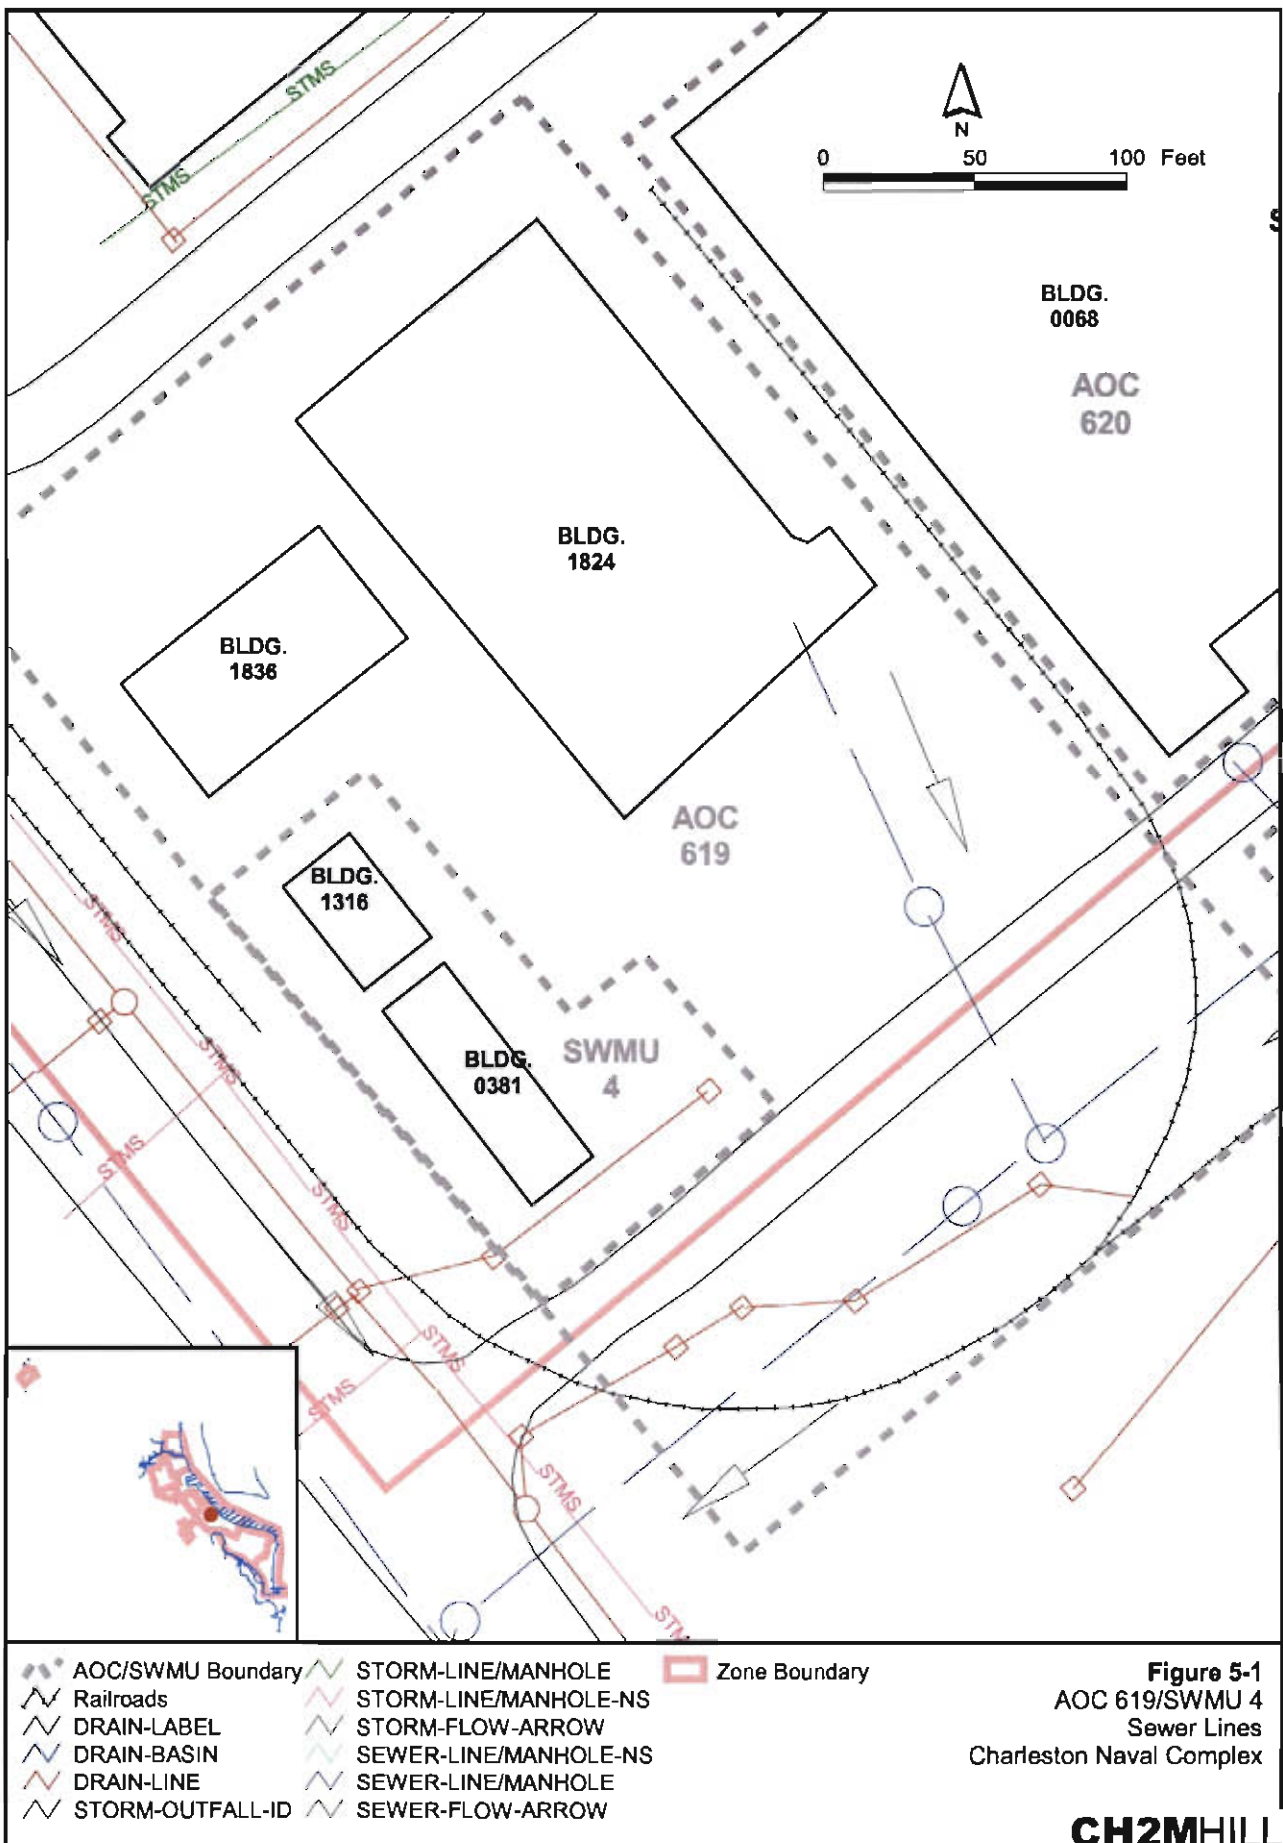 STMS
STMS
N
0 50 100 Feet
S
BLDG.
0068
AOC
620
BLDG.
1824
BLDG.
1836
AOC
619
BLDG.
1316
STMS
SWMU
4
BLDG.
0381
STMS
STMS
STMS
STMS
STMS
STMS
AOC/SWMU Boundary
Railroads
DRAIN-LABEL
DRAIN-BASIN
DRAIN-LINE
STORM-OUTFALL-ID
STORM-LINE/MANHOLE
STORM-LINE/MANHOLE-NS
STORM-FLOW-ARROW
SEWER-LINE/MANHOLE-NS
SEWER-LINE/MANHOLE
SEWER-FLOW-ARROW
Zone Boundary
Figure 5-1
AOC 619/SWMU 4
Sewer Lines
Charleston Naval Complex
CH2MHILL